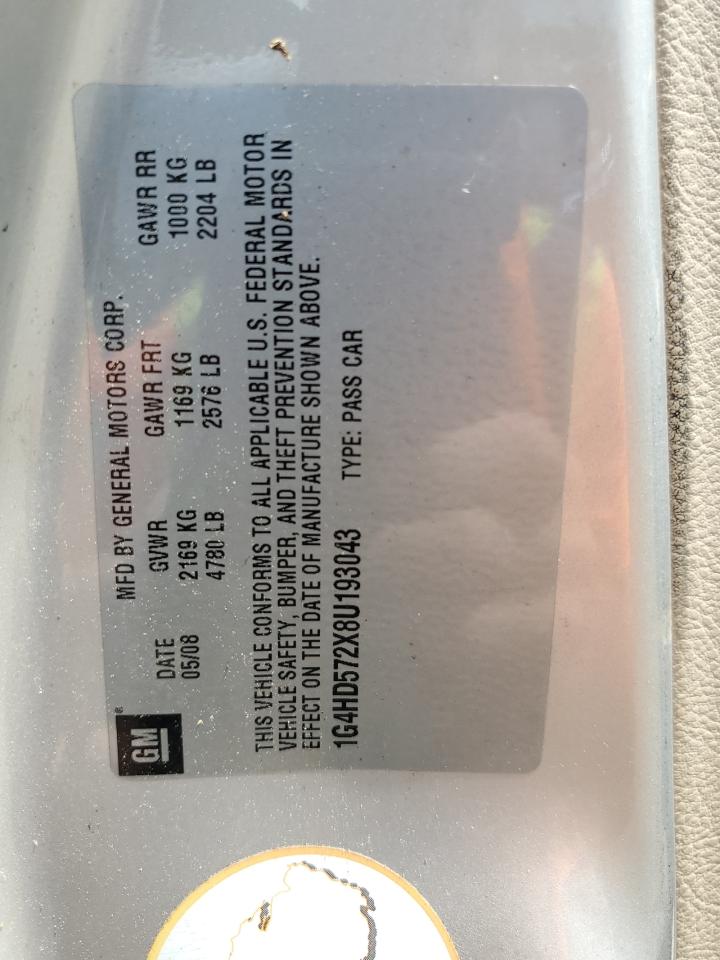 GM
MFD BY GENERAL MOTORS CORP.
DATE GVWR GAWR FRT GAWR RR
05/08 2169 KG 1169 KG 1000 KG
4780 LB 2576 LB 2204 LB
THIS VEHICLE CONFORMS TO ALL APPLICABLE U.S. FEDERAL MOTOR
VEHICLE SAFETY, BUMPER, AND THEFT PREVENTION STANDARDS IN
EFFECT ON THE DATE OF MANUFACTURE SHOWN ABOVE.
1G4HD572X8U193043 TYPE: PASS CAR